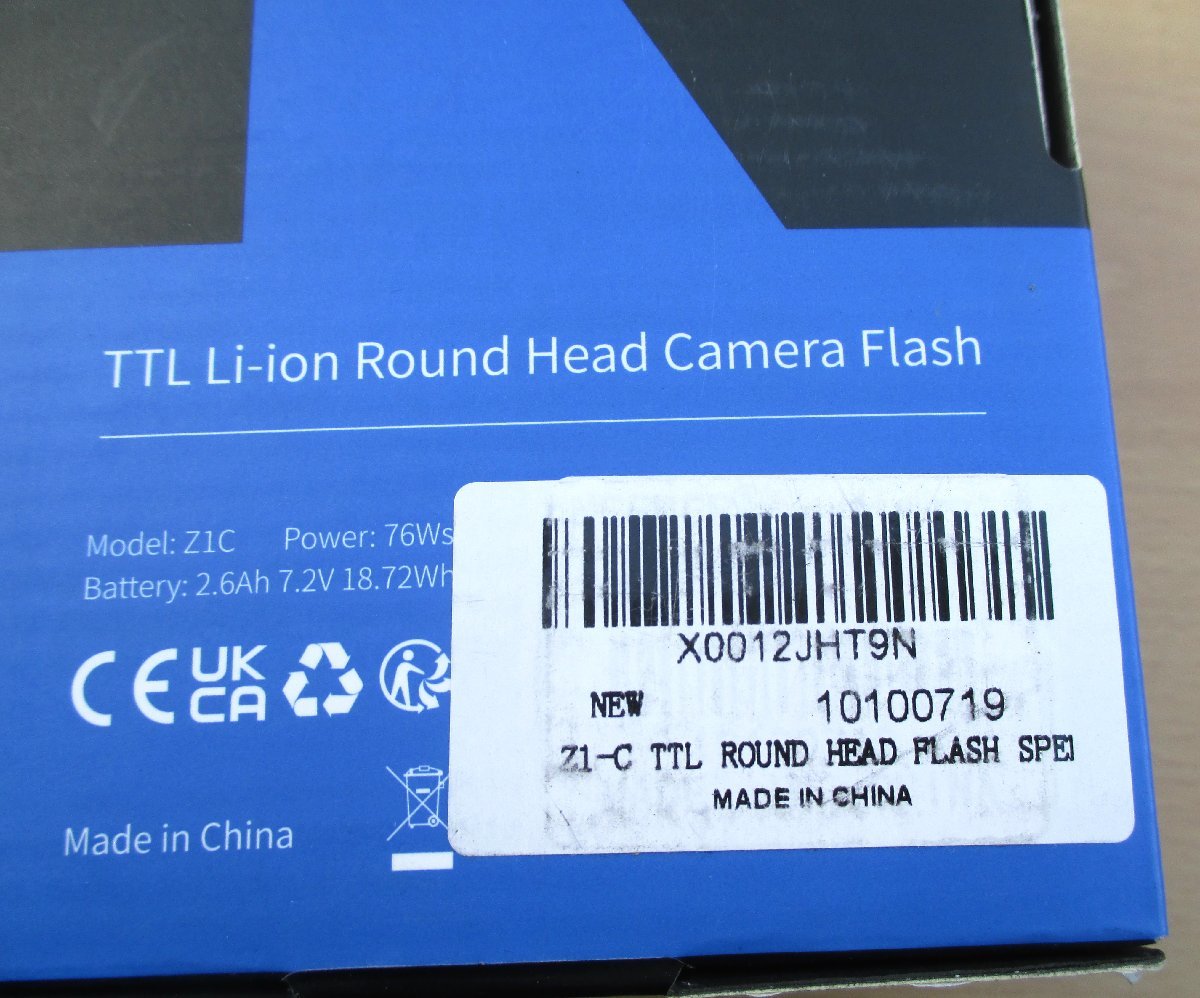 TTL Li-ion Round Head Camera Flash
Model: Z1C Power: 76Ws
Battery: 2.6Ah 7.2V 18.72Wh
CE UK CA
Made in China
X0012JHT9N
NEW 10100719
Z1-C TTL ROUND HEAD FLASH SPE
MADE IN CHINA